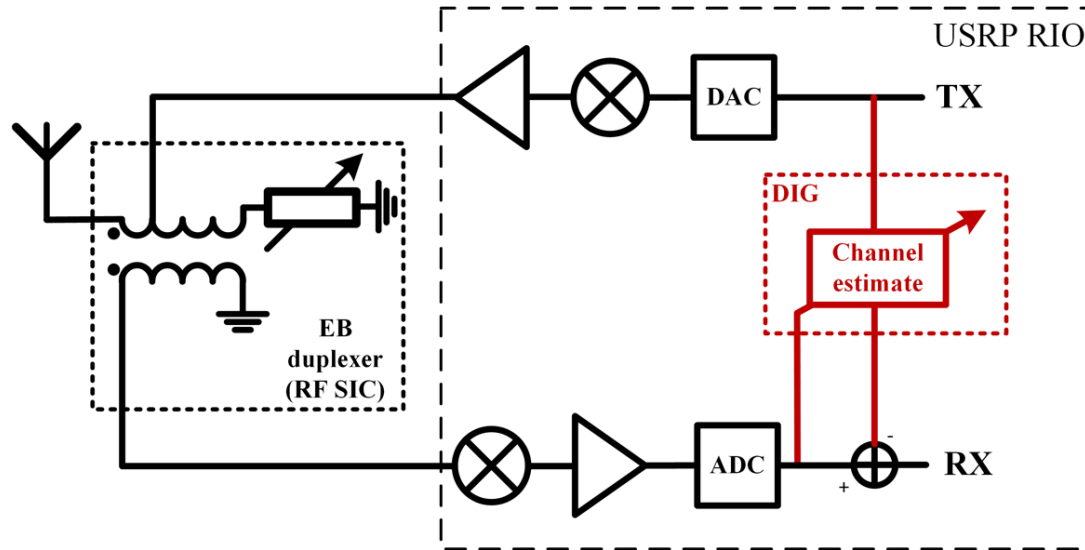 USRP RIO
DAC
TX
DIG
Channel
estimate
EB
duplexer
(RF SIC)
ADC
-
+
RX